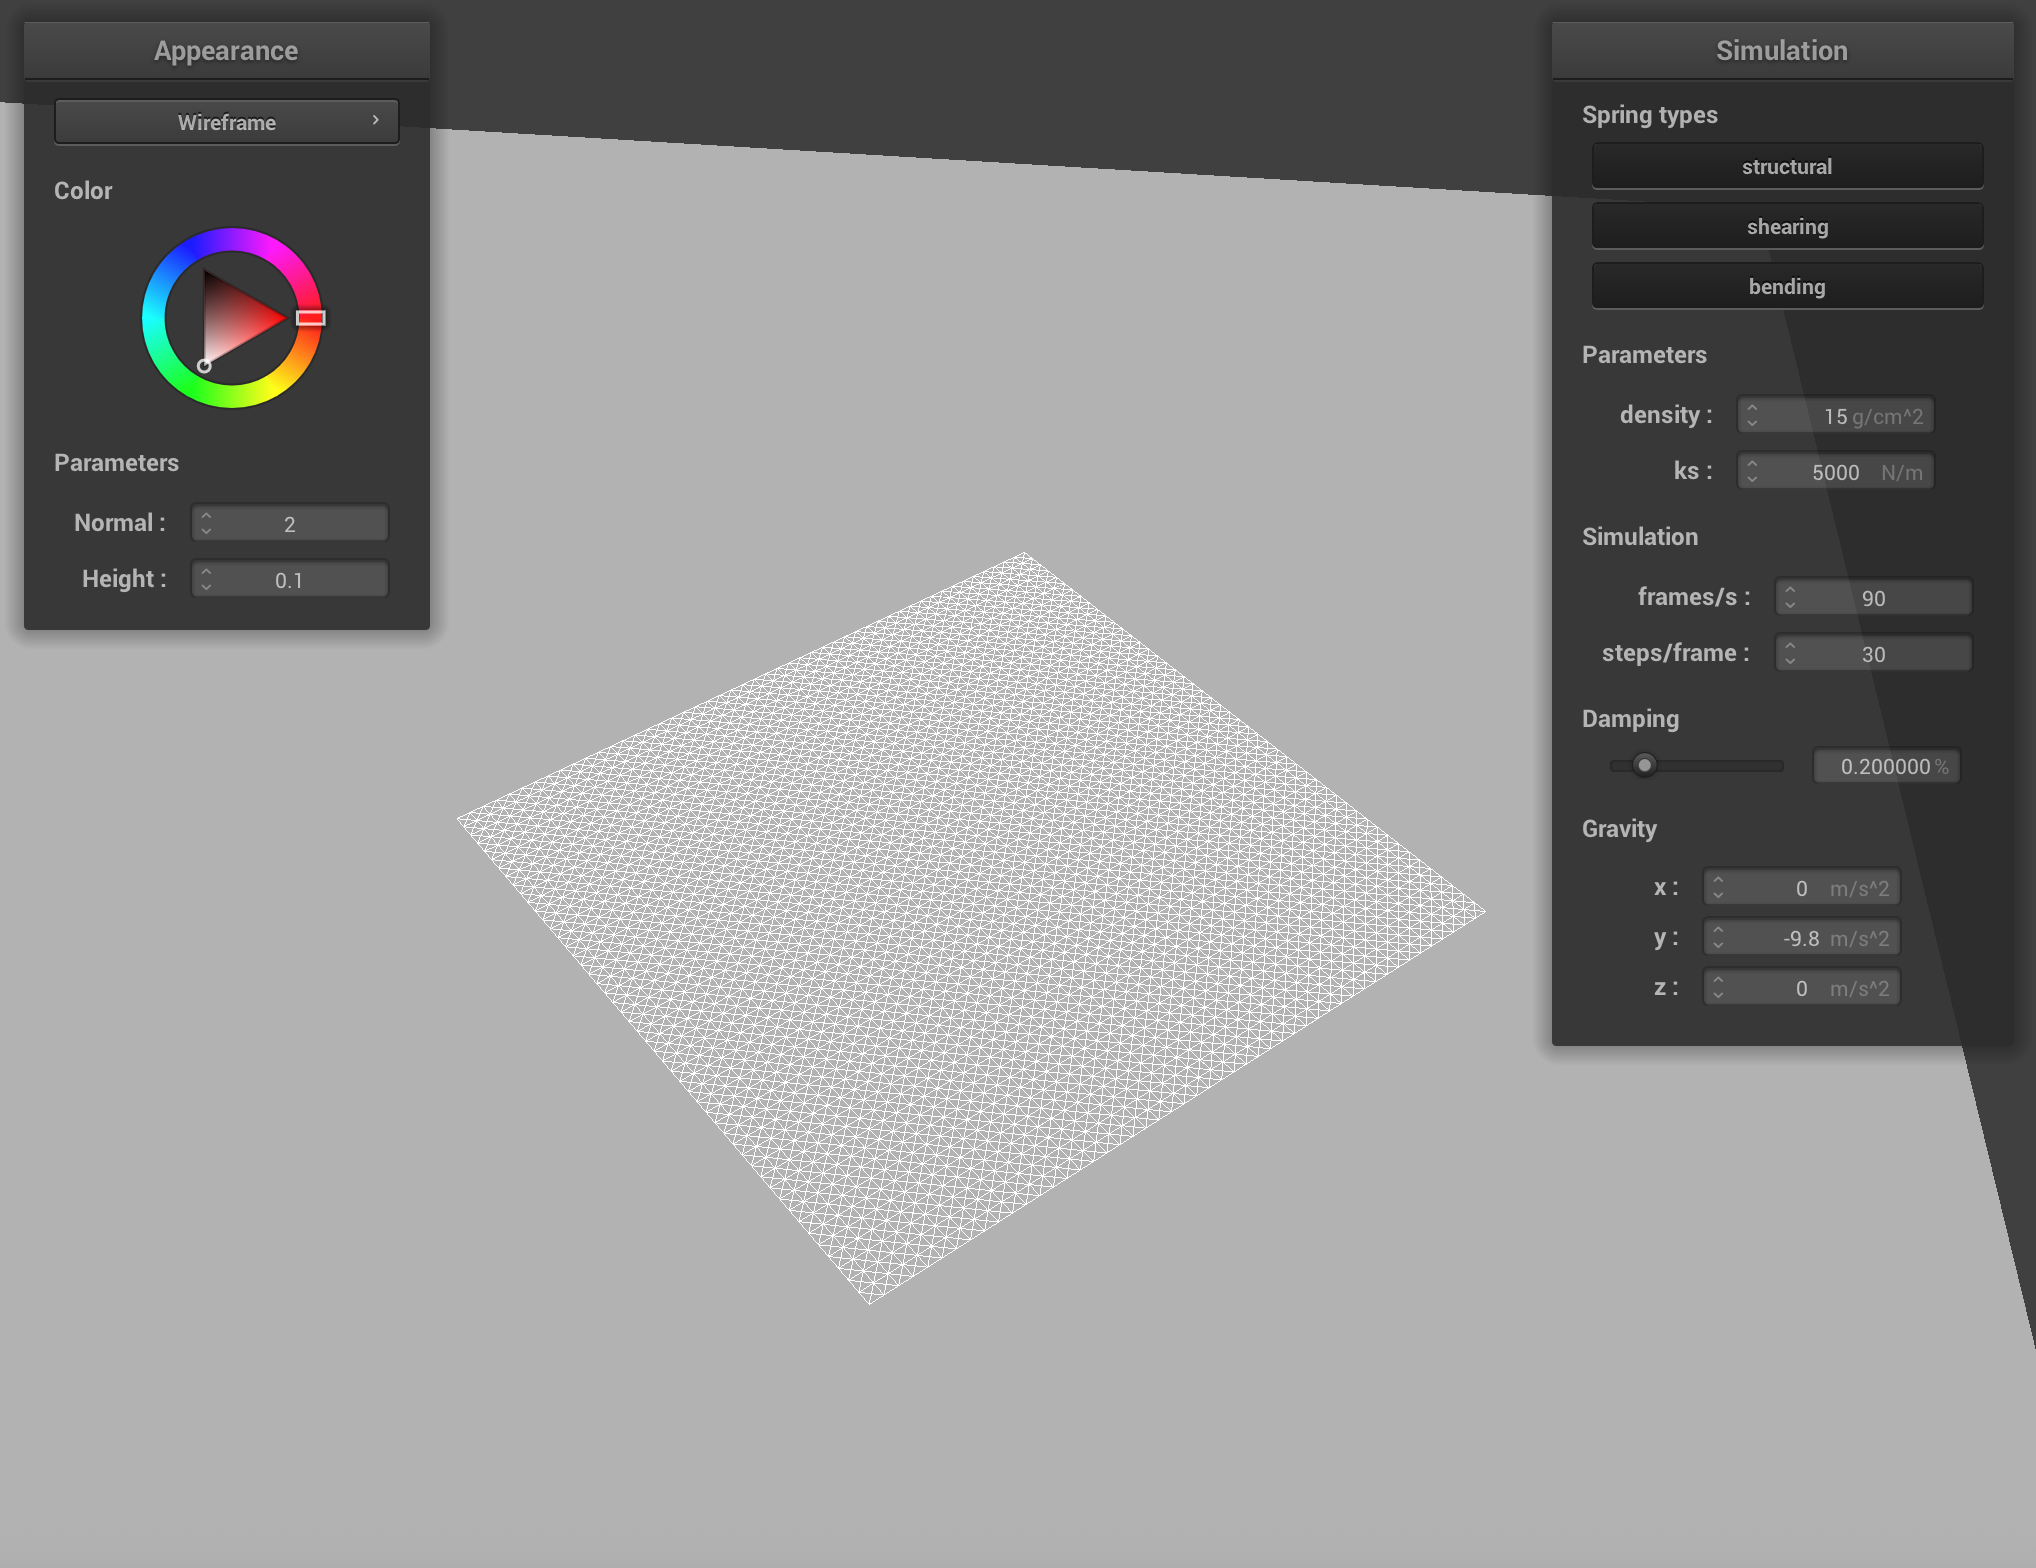 Appearance
Wireframe
Color
Parameters
Normal : 2
Height : 0.1
Simulation
Spring types
structural
shearing
bending
Parameters
density : 15 g/cm^2
ks : 5000 N/m
Simulation
frames/s : 90
steps/frame : 30
Damping
0.200000 %
Gravity
x : 0 m/s^2
y : -9.8 m/s^2
z : 0 m/s^2